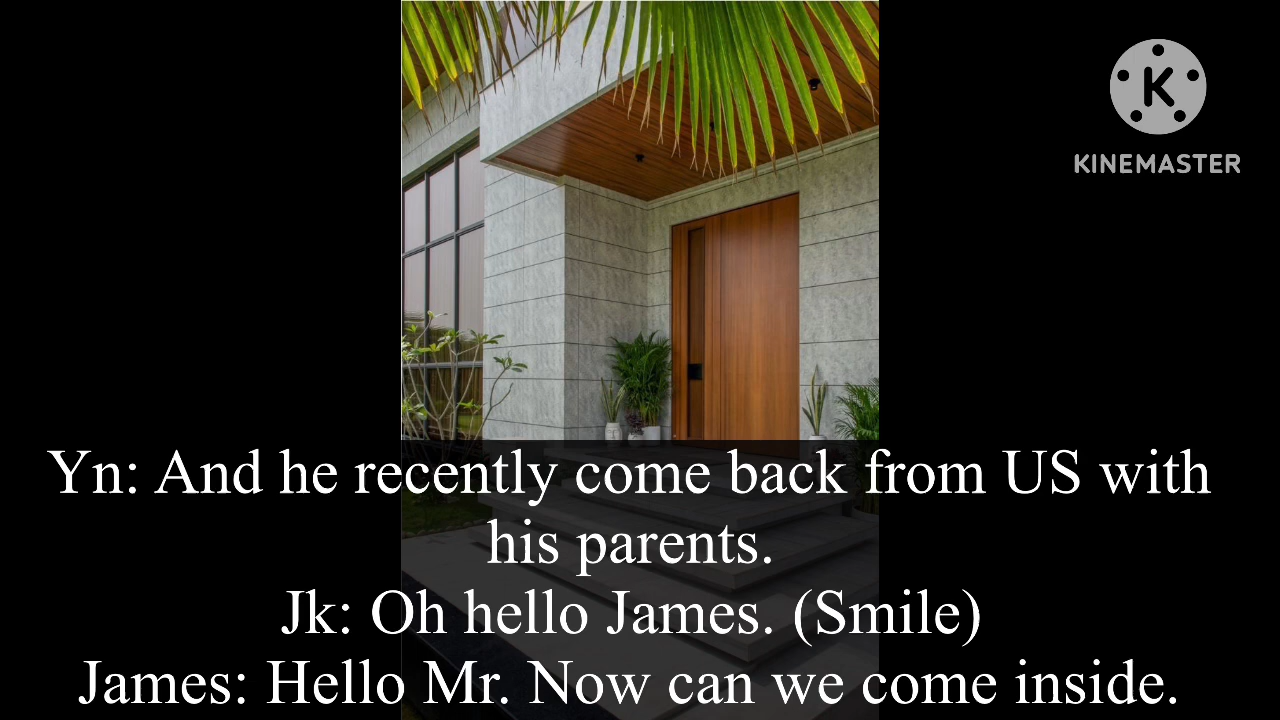 K
KINEMASTER
Yn: And he recently come back from US with
his parents.
Jk: Oh hello James. (Smile)
James: Hello Mr. Now can we come inside.